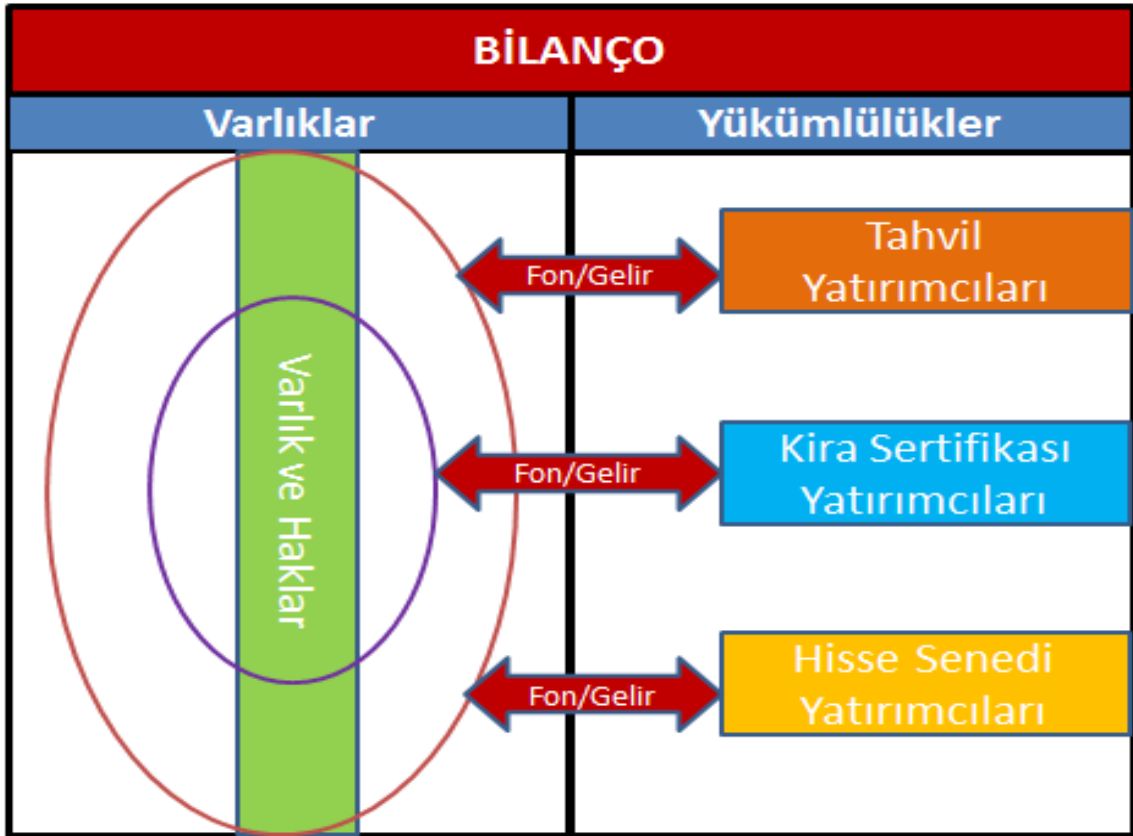 BİLANÇO
Varlıklar
Yükümlülükler
Varlık ve Haklar
Fon/Gelir
Tahvil
Yatırımcıları
Fon/Gelir
Kira Sertifikası
Yatırımcıları
Fon/Gelir
Hisse Senedi
Yatırımcıları